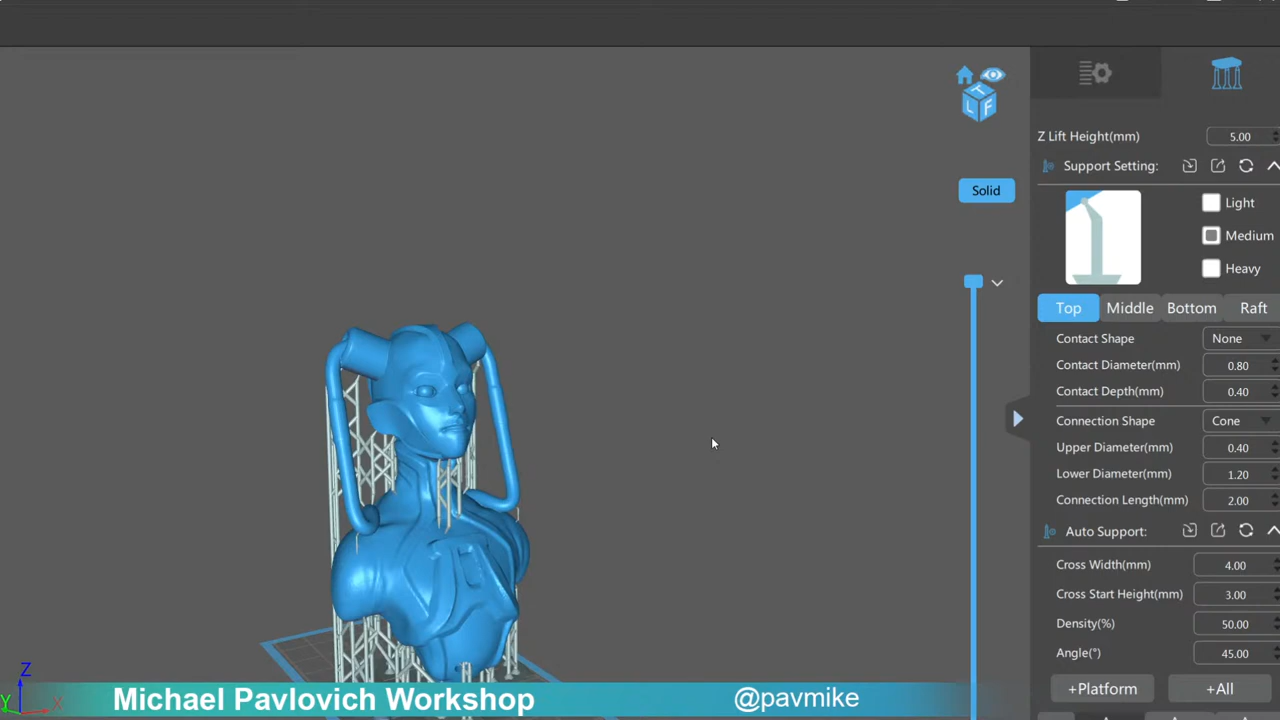 Z Lift Height(mm) 5.00
Support Setting:
Solid
Light
Medium
Heavy
Top Middle Bottom Raft
Contact Shape None
Contact Diameter(mm) 0.80
Contact Depth(mm) 0.40
Connection Shape Cone
Upper Diameter(mm) 0.40
Lower Diameter(mm) 1.20
Connection Length(mm) 2.00
Auto Support:
Cross Width(mm) 4.00
Cross Start Height(mm) 3.00
Density(%) 50.00
Angle(°) 45.00
+Platform +All
T
L F
Z
Y X
Michael Pavlovich Workshop @pavmike